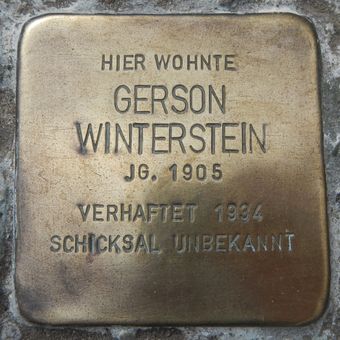 HIER WOHNTE
GERSON
WINTERSTEIN
JG. 1905
VERHAFTET 1934
SCHICKSAL UNBEKANNT